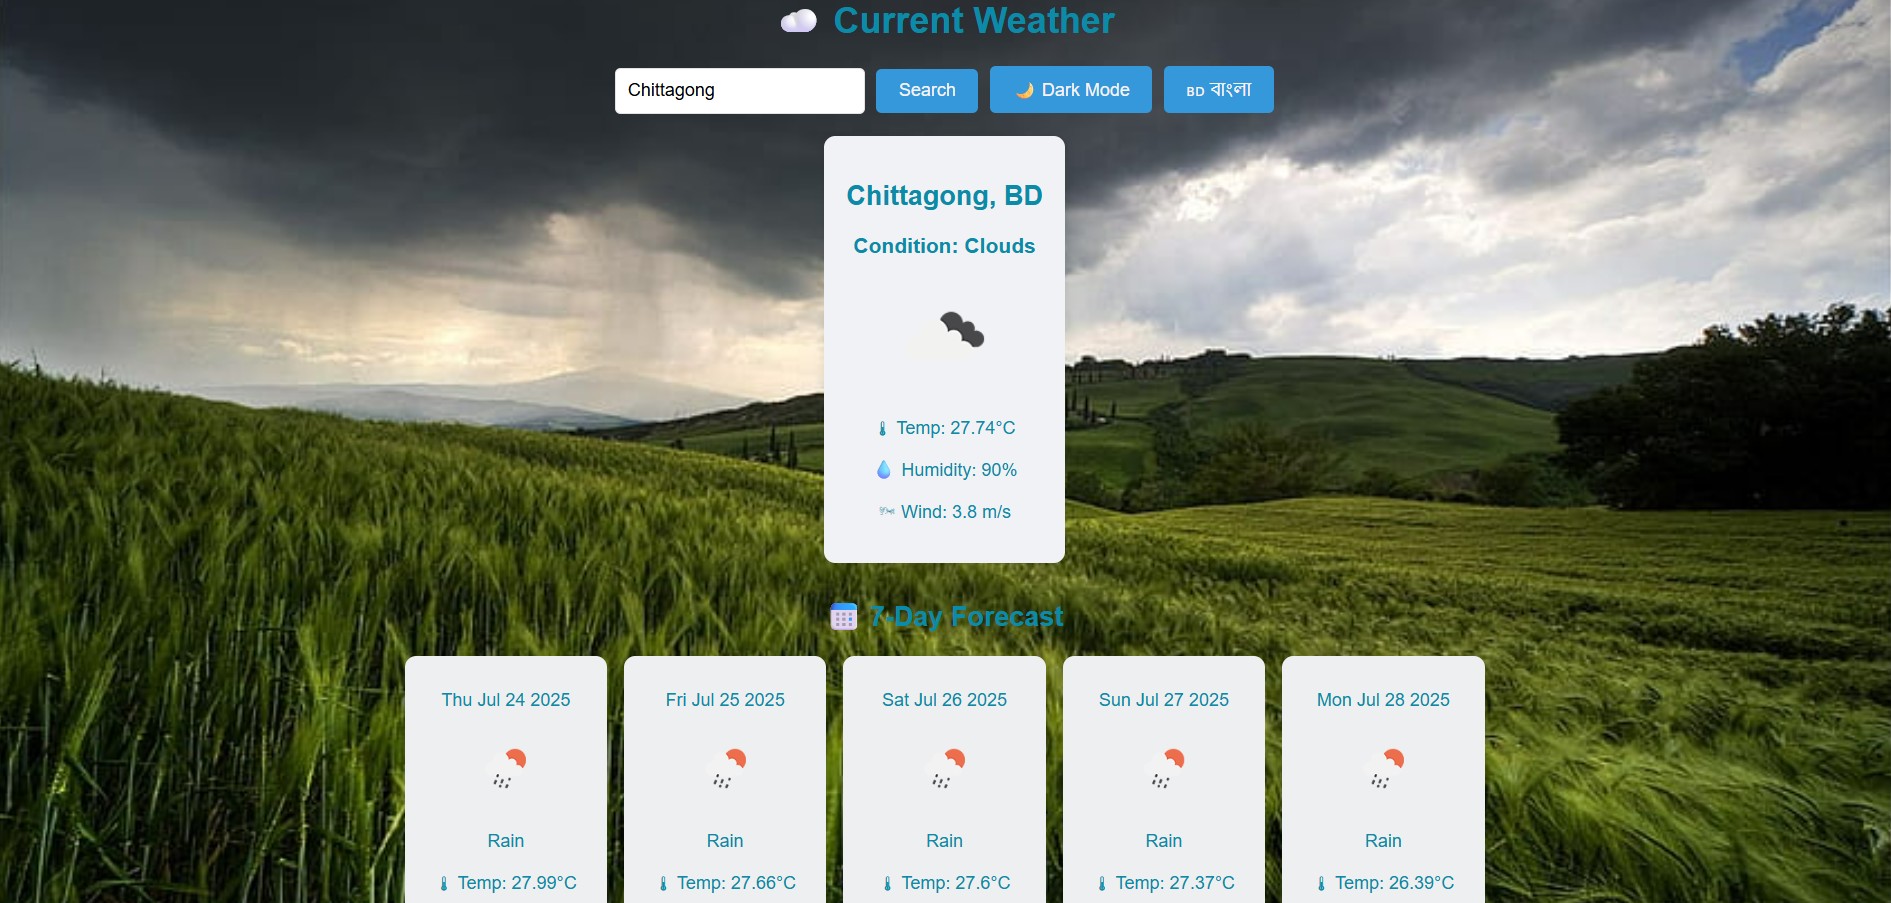 Current Weather
Chittagong
Search
Dark Mode
BD বাংলা
Chittagong, BD
Condition: Clouds
Temp: 27.74°C
Humidity: 90%
Wind: 3.8 m/s
7-Day Forecast
Thu Jul 24 2025
Fri Jul 25 2025
Sat Jul 26 2025
Sun Jul 27 2025
Mon Jul 28 2025
Rain
Rain
Rain
Rain
Rain
Temp: 27.99°C
Temp: 27.66°C
Temp: 27.6°C
Temp: 27.37°C
Temp: 26.39°C